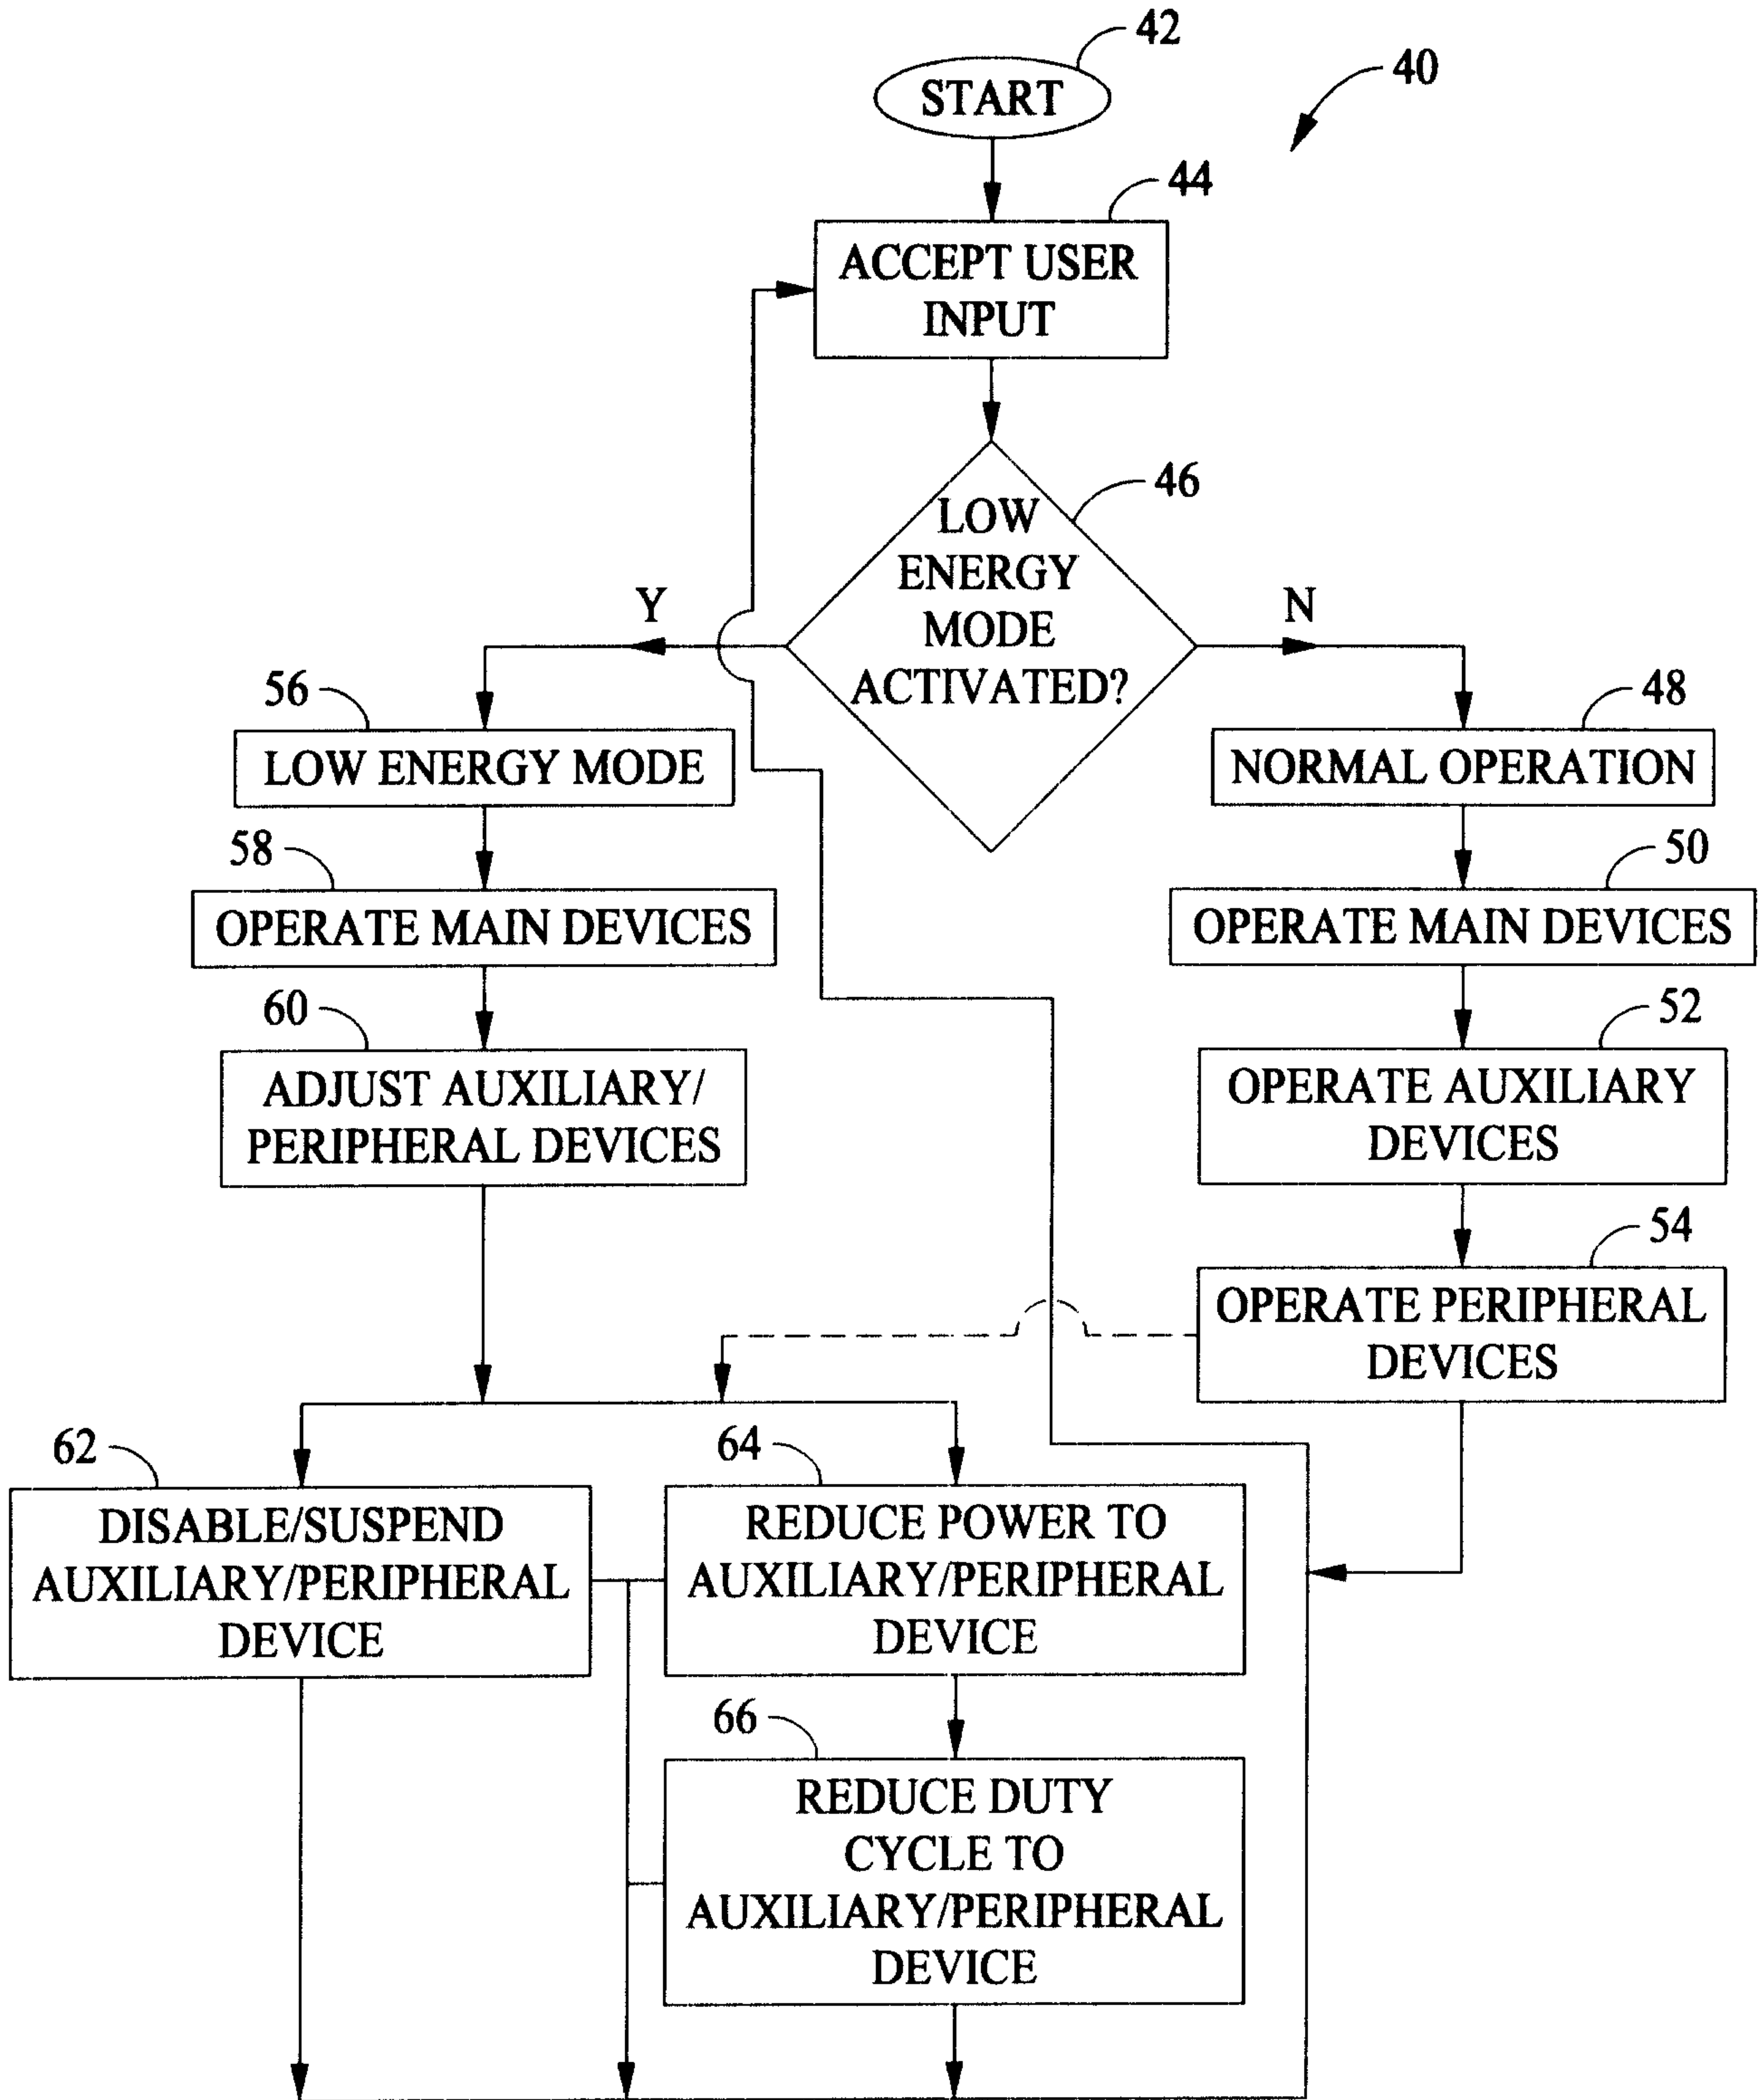 42
START
40
44
ACCEPT USER
INPUT
46
LOW
ENERGY
MODE
ACTIVATED?
Y
N
56
LOW ENERGY MODE
48
NORMAL OPERATION
58
OPERATE MAIN DEVICES
50
OPERATE MAIN DEVICES
60
ADJUST AUXILIARY/
PERIPHERAL DEVICES
52
OPERATE AUXILIARY
DEVICES
54
OPERATE PERIPHERAL
DEVICES
62
DISABLE/SUSPEND
AUXILIARY/PERIPHERAL
DEVICE
64
REDUCE POWER TO
AUXILIARY/PERIPHERAL
DEVICE
66
REDUCE DUTY
CYCLE TO
AUXILIARY/PERIPHERAL
DEVICE